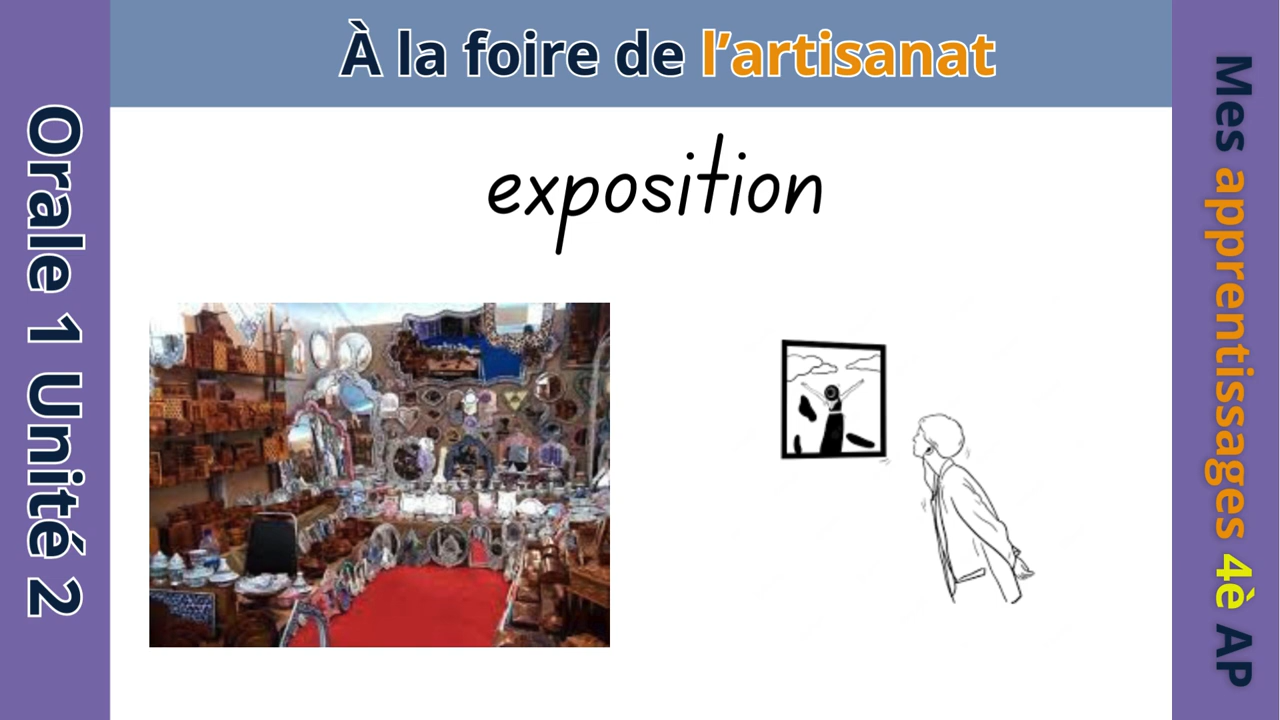 À la foire de l'artisanat
exposition
Orale 1 Unité 2
Mes apprentissages 4è AP